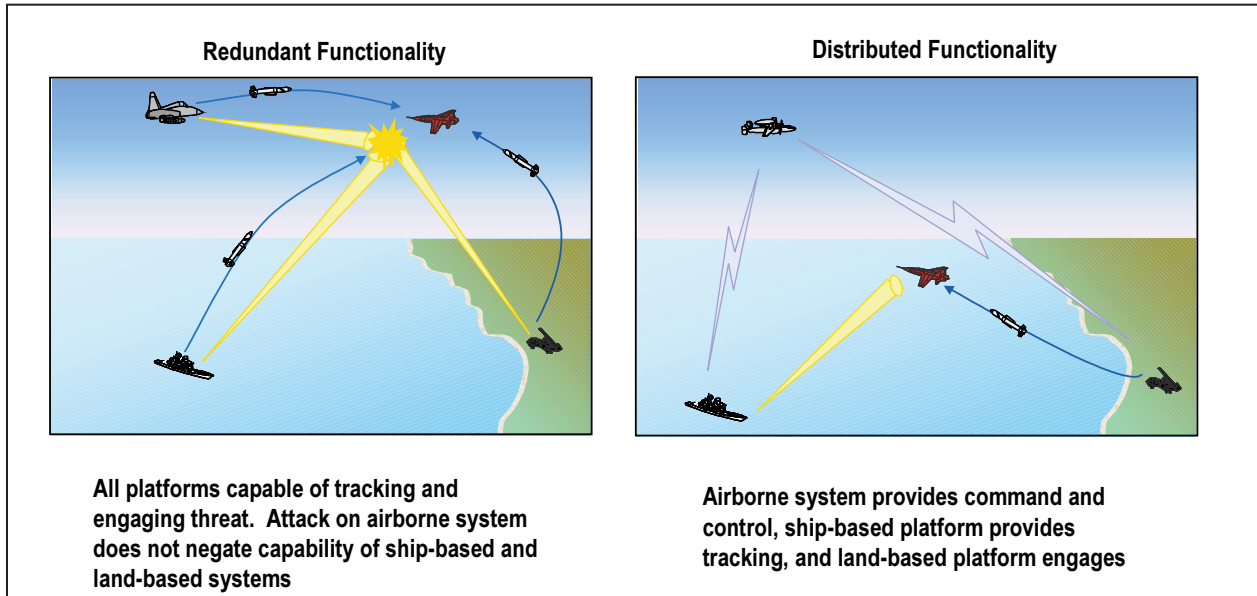 Redundant Functionality
Distributed Functionality
All platforms capable of tracking and
engaging threat. Attack on airborne system
does not negate capability of ship-based and
land-based systems
Airborne system provides command and
control, ship-based platform provides
tracking, and land-based platform engages